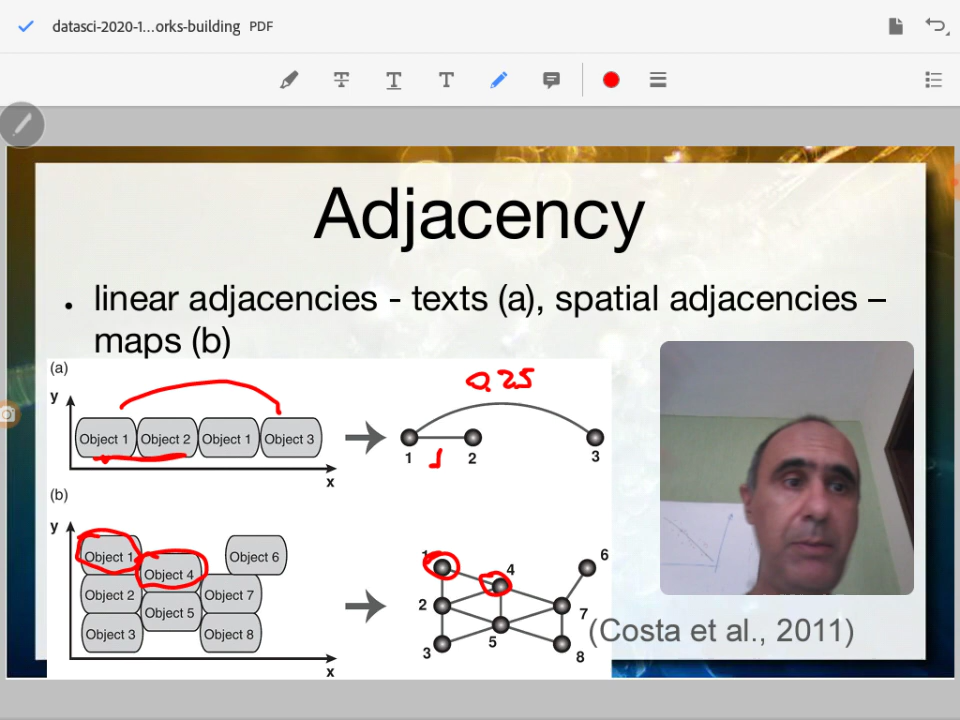 datasci-2020-1...orks-building PDF
T T T
Adjacency
• linear adjacencies - texts (a), spatial adjacencies –
maps (b)
(a)
y
Object 1 Object 2 Object 1 Object 3
x
0.25
1 2 3
1
(b)
y
Object 1
Object 4
Object 6
Object 2
Object 5
Object 7
Object 3
Object 8
x
1
4
6
2
7
5
3
8
(Costa et al., 2011)